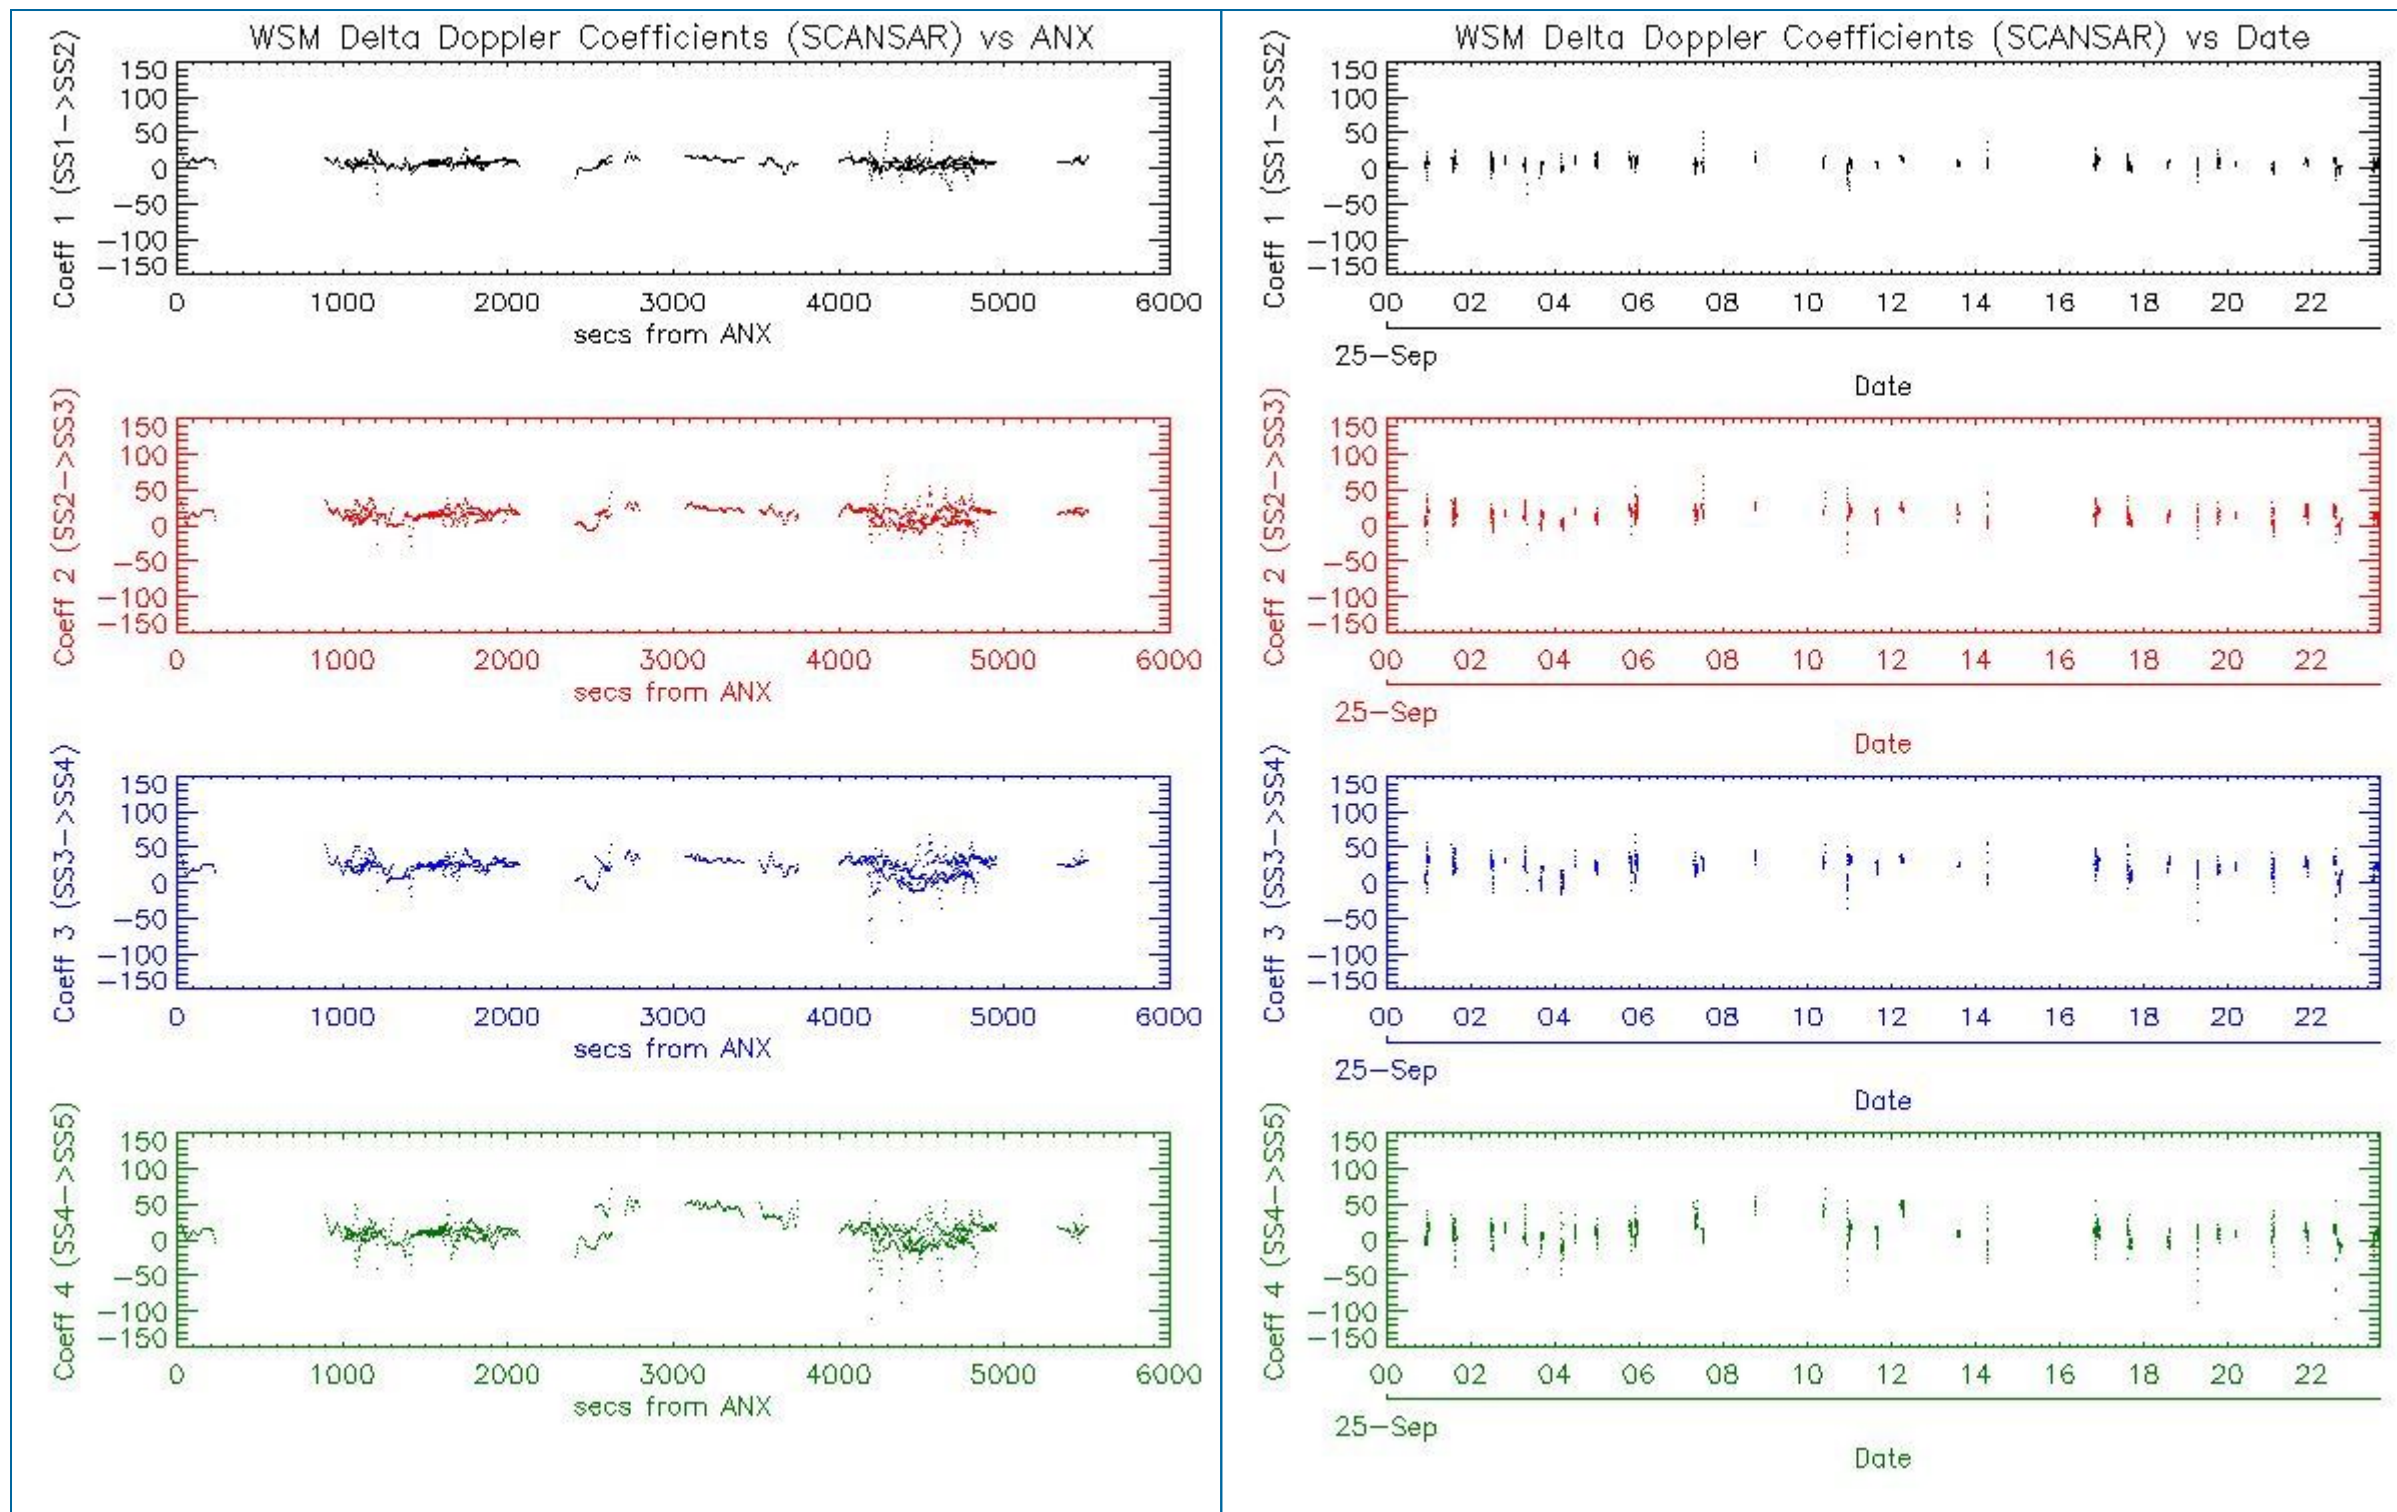 WSM Delta Doppler Coefficients (SCANSAR) vs ANX
Coeff 1 (SS1->SS2)
150
100
50
0
-50
-100
-150
0 1000 2000 3000 4000 5000 6000
secs from ANX
Coeff 2 (SS2->SS3)
150
100
50
0
-50
-100
-150
0 1000 2000 3000 4000 5000 6000
secs from ANX
Coeff 3 (SS3->SS4)
150
100
50
0
-50
-100
-150
0 1000 2000 3000 4000 5000 6000
secs from ANX
Coeff 4 (SS4->SS5)
150
100
50
0
-50
-100
-150
0 1000 2000 3000 4000 5000 6000
secs from ANX
WSM Delta Doppler Coefficients (SCANSAR) vs Date
Coeff 1 (SS1->SS2)
150
100
50
0
-50
-100
-150
00 02 04 06 08 10 12 14 16 18 20 22
25-Sep
Date
Coeff 2 (SS2->SS3)
150
100
50
0
-50
-100
-150
00 02 04 06 08 10 12 14 16 18 20 22
25-Sep
Date
Coeff 3 (SS3->SS4)
150
100
50
0
-50
-100
-150
00 02 04 06 08 10 12 14 16 18 20 22
25-Sep
Date
Coeff 4 (SS4->SS5)
150
100
50
0
-50
-100
-150
00 02 04 06 08 10 12 14 16 18 20 22
25-Sep
Date